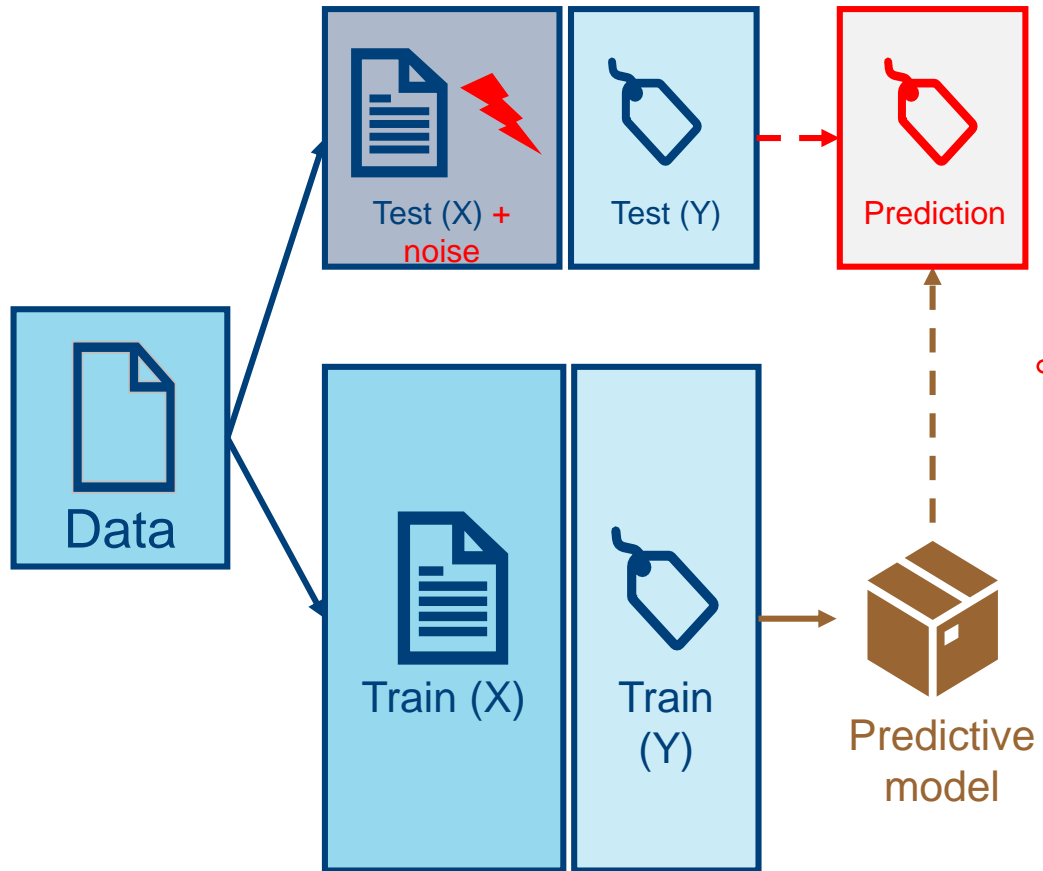 Test (X) +
noise
Test (Y)
Prediction
Data
Train (X)
Train
(Y)
Predictive
model